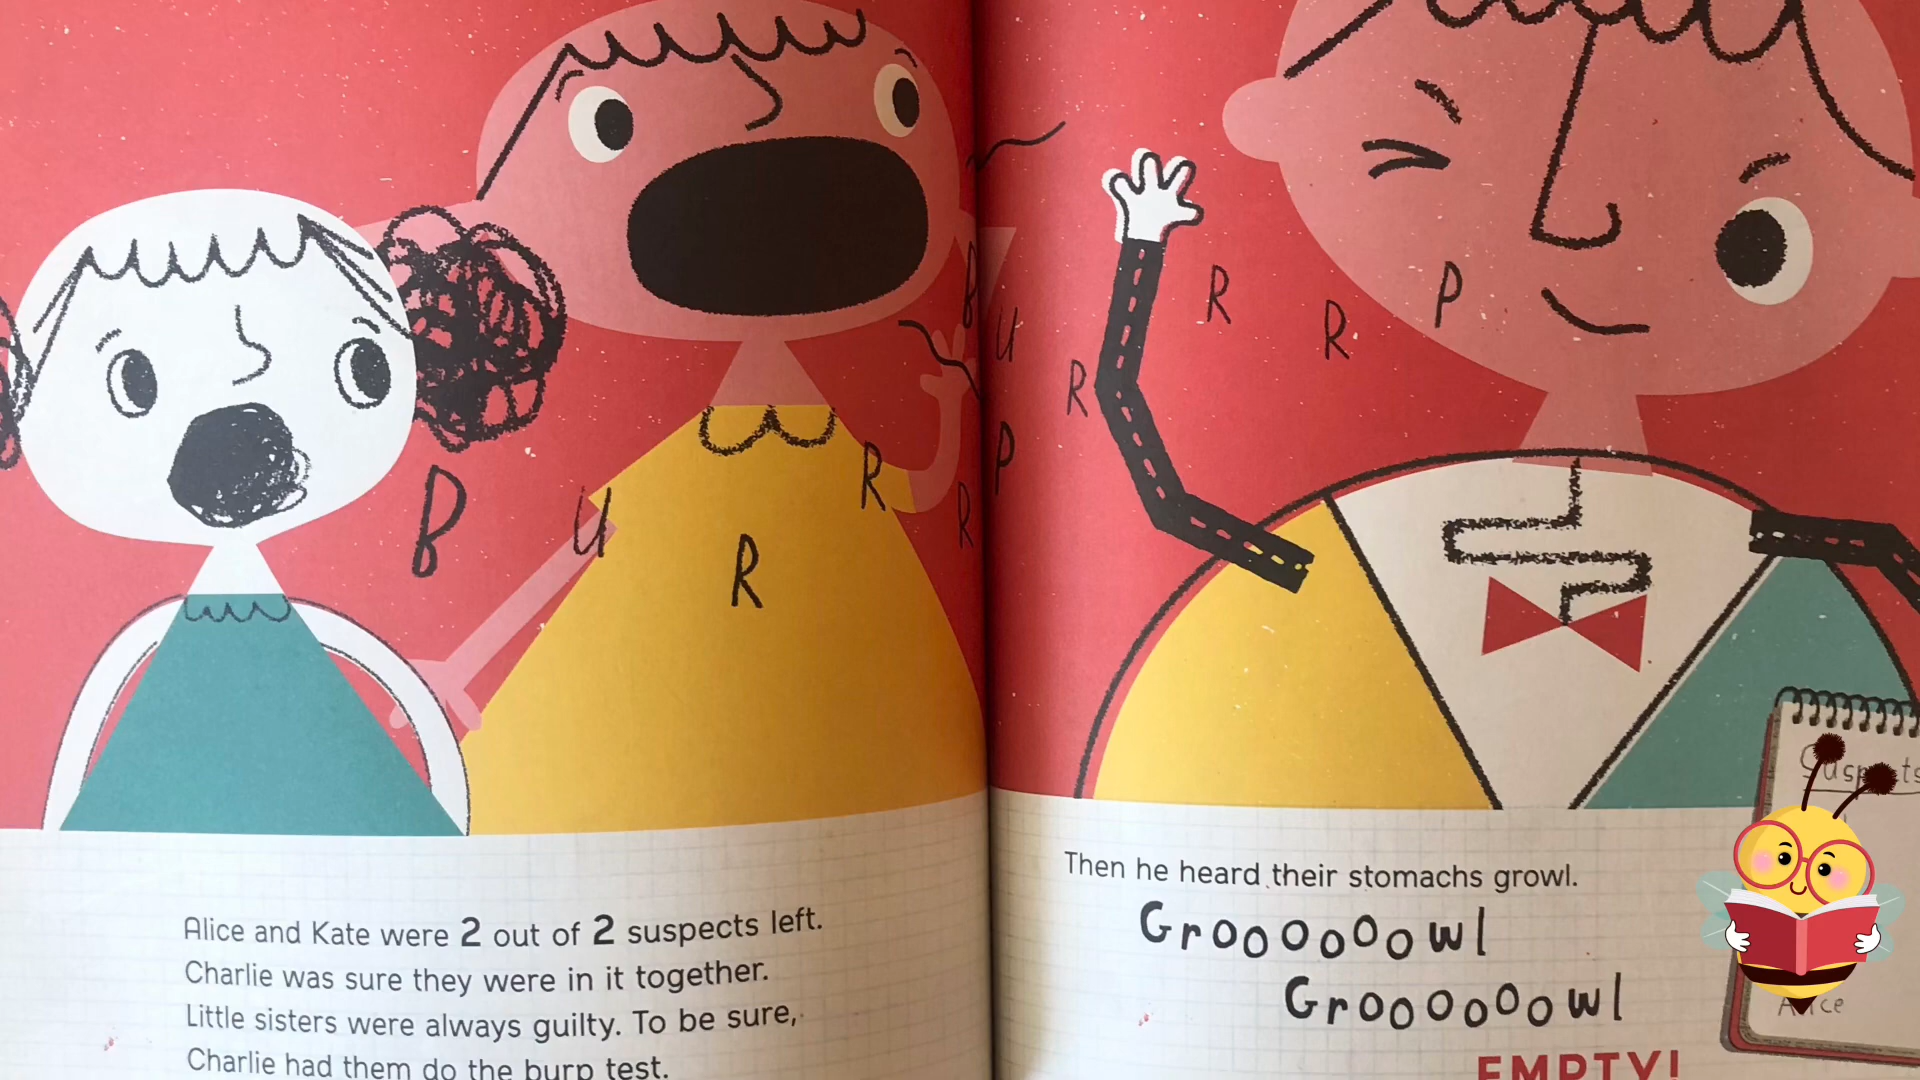 B U R R R P
B U R R R P
Alice and Kate were 2 out of 2 suspects left.
Charlie was sure they were in it together.
Little sisters were always guilty. To be sure,
Charlie had them do the burp test.
Then he heard their stomachs growl.
Groooooowl
Groooooowl
EMPTY!
Suspects
Alice